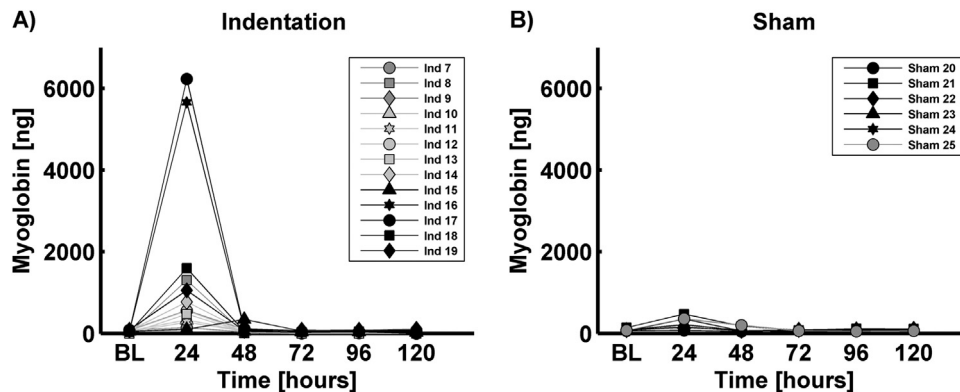 A)
Indentation
Myoglobin [ng]
6000
4000
2000
0
BL 24 48 72 96 120
Time [hours]
Ind 7
Ind 8
Ind 9
Ind 10
Ind 11
Ind 12
Ind 13
Ind 14
Ind 15
Ind 16
Ind 17
Ind 18
Ind 19
B)
Sham
Myoglobin [ng]
6000
4000
2000
0
BL 24 48 72 96 120
Time [hours]
Sham 20
Sham 21
Sham 22
Sham 23
Sham 24
Sham 25